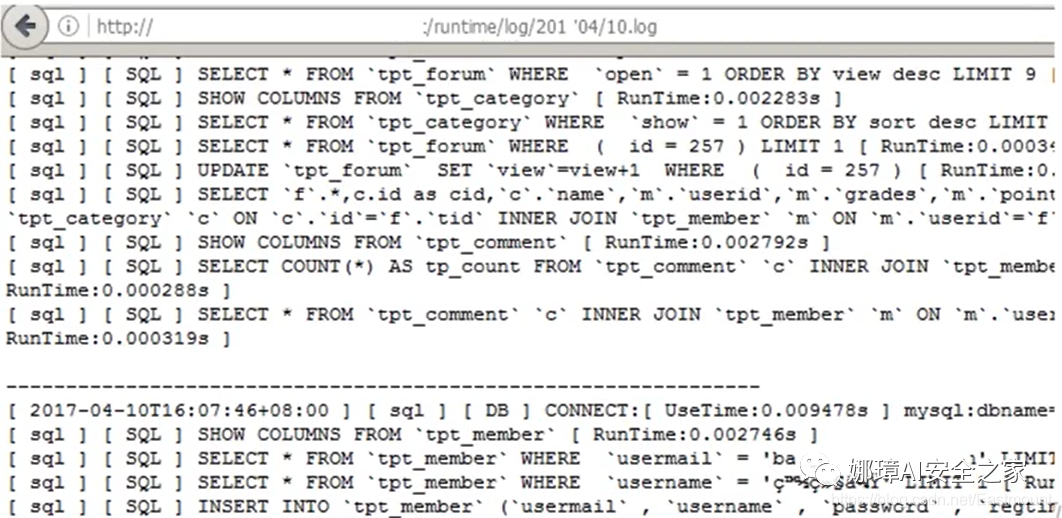 http:// :/runtime/log/201 '04/10.log
[ sql ] [ SQL ] SELECT * FROM `tpt_forum` WHERE `open` = 1 ORDER BY view desc LIMIT 9 [
[ sql ] [ SQL ] SHOW COLUMNS FROM `tpt_category` [ RunTime:0.002283s ]
[ sql ] [ SQL ] SELECT * FROM `tpt_category` WHERE `show` = 1 ORDER BY sort desc LIMIT
[ sql ] [ SQL ] SELECT * FROM `tpt_forum` WHERE ( id = 257 ) LIMIT 1 [ RunTime:0.00034
[ sql ] [ SQL ] UPDATE `tpt_forum` SET `view`=view+1 WHERE ( id = 257 ) [ RunTime:0.
[ sql ] [ SQL ] SELECT `f`.*,c.id as cid,`c`.`name`,`m`.`userid`,`m`.`grades`,`m`.`point
`tpt_category` `c` ON `c`.`id`=`f`.`tid` INNER JOIN `tpt_member` `m` ON `m`.`userid`=`f`
[ sql ] [ SQL ] SHOW COLUMNS FROM `tpt_comment` [ RunTime:0.002792s ]
[ sql ] [ SQL ] SELECT COUNT(*) AS tp_count FROM `tpt_comment` `c` INNER JOIN `tpt_membe
RunTime:0.000288s ]
[ sql ] [ SQL ] SELECT * FROM `tpt_comment` `c` INNER JOIN `tpt_member` `m` ON `m`.`user
RunTime:0.000319s ]
---------------------------------------------------------------
[ 2017-04-10T16:07:46+08:00 ] [ sql ] [ DB ] CONNECT:[ UseTime:0.009478s ] mysql:dbname=
[ sql ] [ SQL ] SHOW COLUMNS FROM `tpt_member` [ RunTime:0.002746s ]
[ sql ] [ SQL ] SELECT * FROM `tpt_member` WHERE `usermail` = 'ba LIMIT
[ sql ] [ SQL ] SELECT * FROM `tpt_member` WHERE `username` = LIMIT 1 [ Run
[ sql ] [ SQL ] INSERT INTO `tpt_member` (`usermail` , `username` , `password` , `regtim
娜璋AI安全之家
https://blog.csdn.net/Eastmount